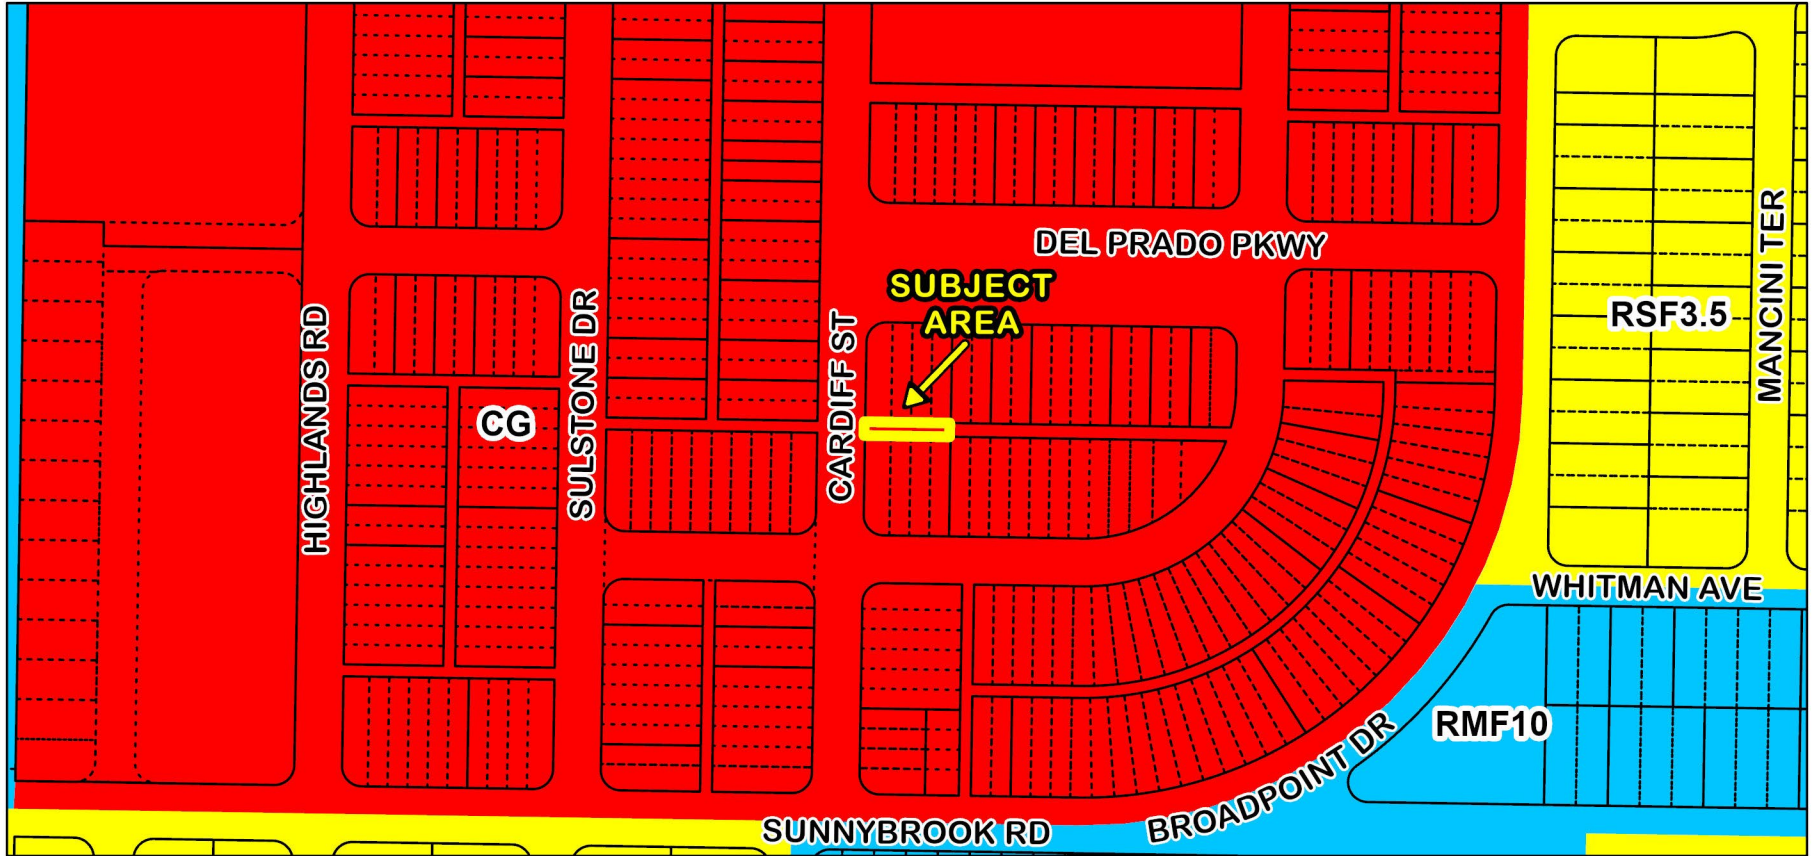 DEL PRADO PKWY
SUBJECT
AREA
MANCINI TER
RSF3.5
HIGHLANDS RD
SULSTONE DR
CARDIFF ST
CG
WHITMAN AVE
RMF10
BROADPOINT DR
SUNNYBROOK RD